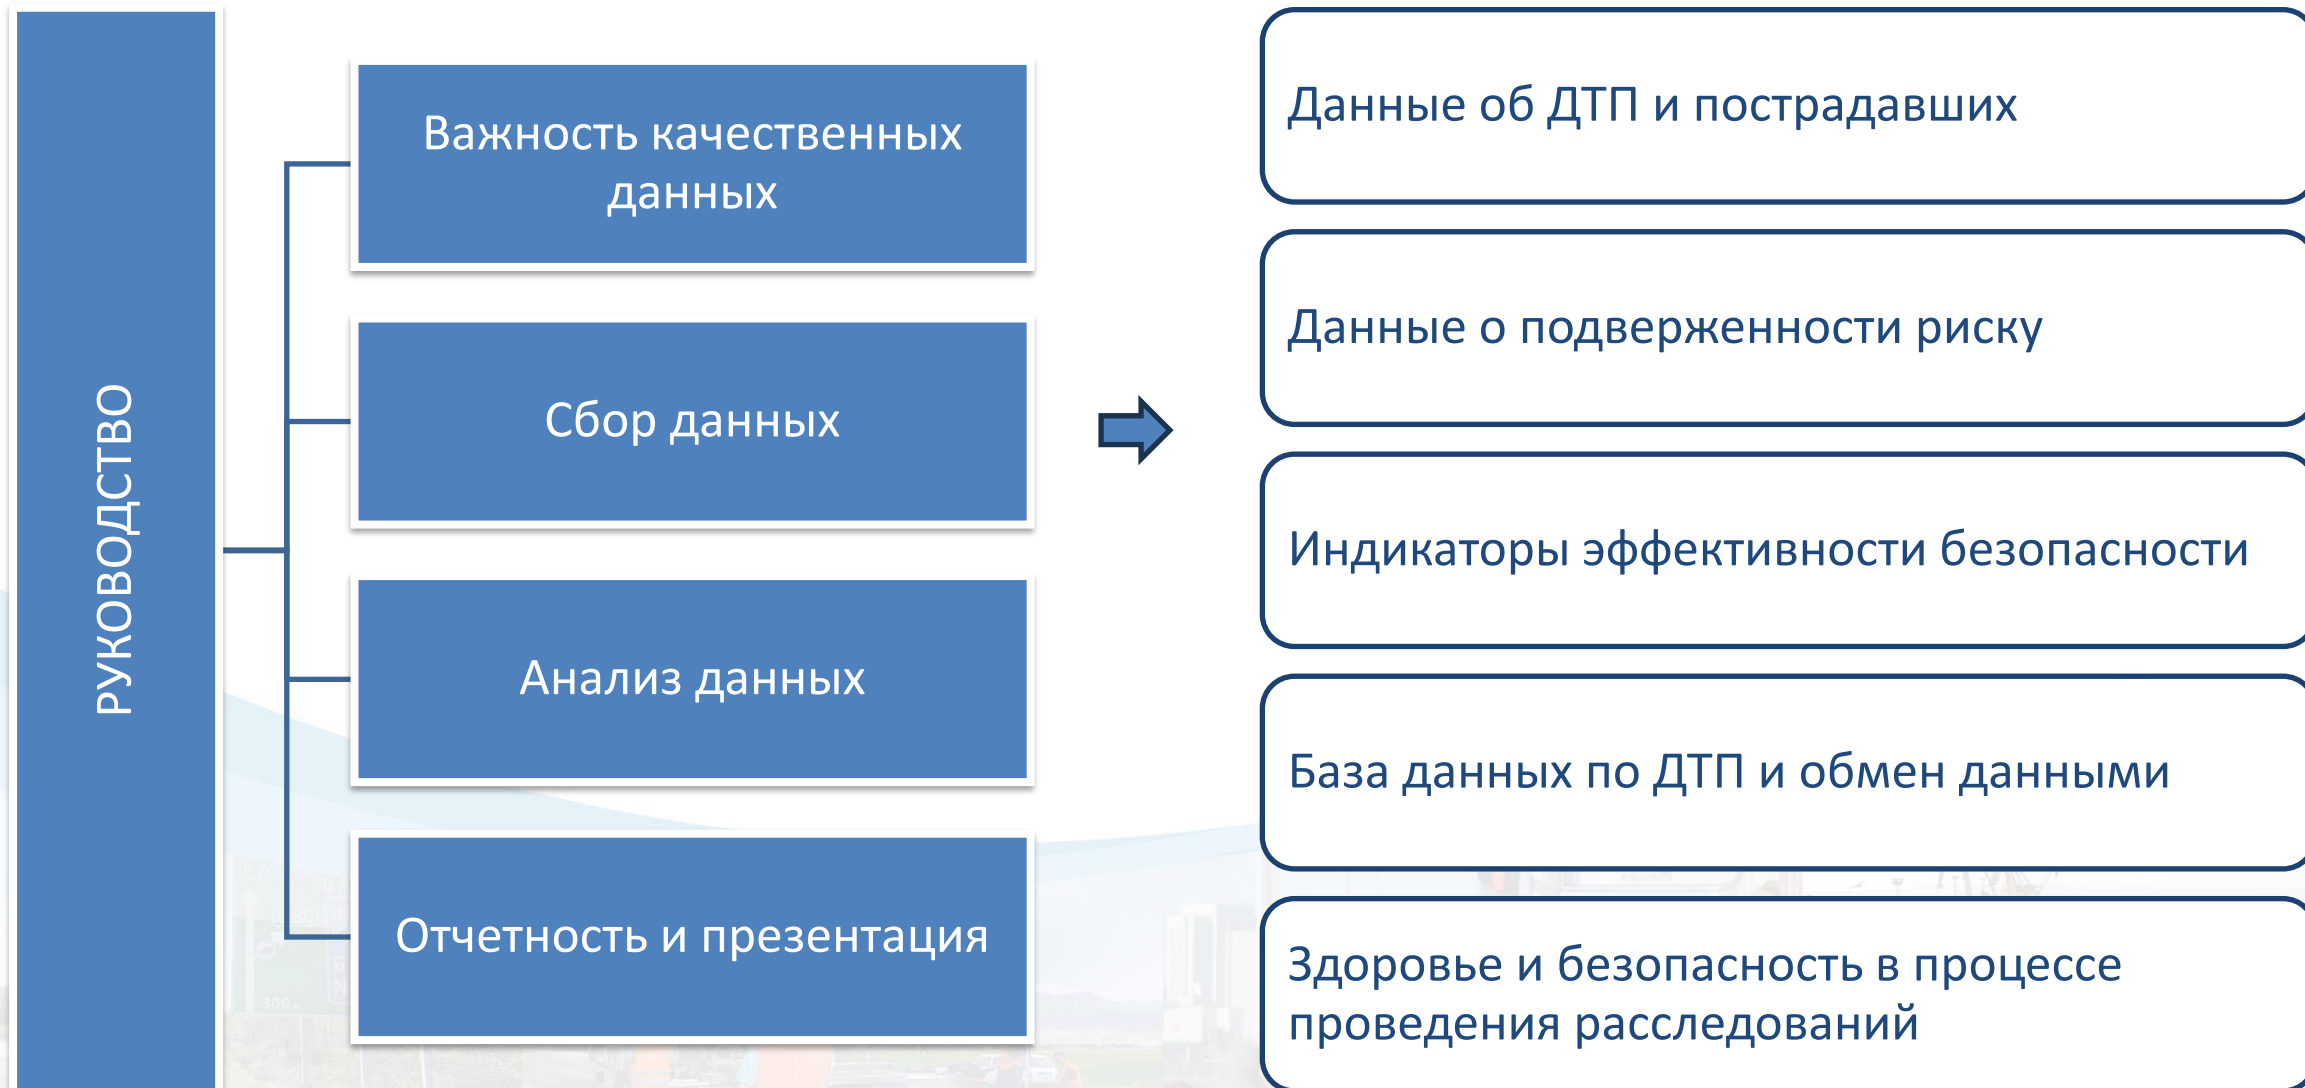 РУКОВОДСТВО
Важность качественных
данных
Сбор данных
Анализ данных
Отчетность и презентация
Данные об ДТП и пострадавших
Данные о подверженности риску
Индикаторы эффективности безопасности
База данных по ДТП и обмен данными
Здоровье и безопасность в процессе
проведения расследований